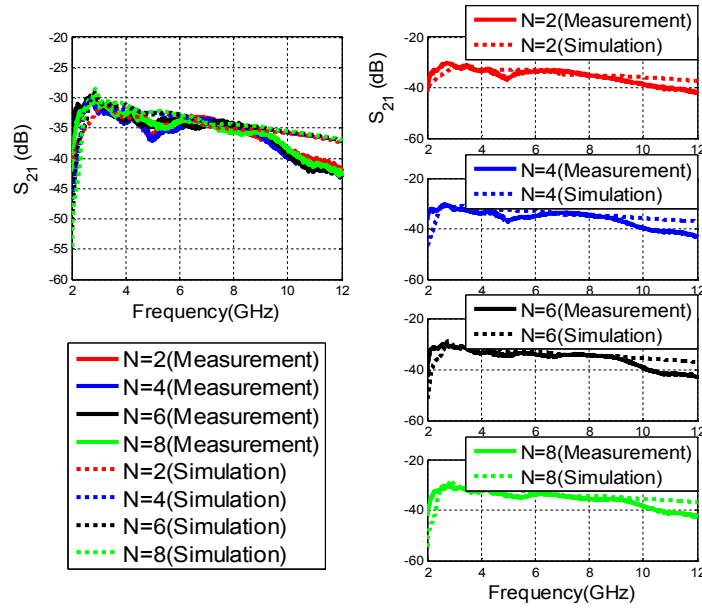 -20
-25
-30
-35
-40
-45
-50
-55
-60
2
4
6
8
10
12
S21 (dB)
Frequency(GHz)
N=2(Measurement)
N=4(Measurement)
N=6(Measurement)
N=8(Measurement)
N=2(Simulation)
N=4(Simulation)
N=6(Simulation)
N=8(Simulation)
N=2(Measurement)
N=2(Simulation)
-20
-40
-60
2
4
6
8
10
12
S21 (dB)
N=4(Measurement)
N=4(Simulation)
-20
-40
-60
2
4
6
8
10
12
N=6(Measurement)
N=6(Simulation)
-20
-40
-60
2
4
6
8
10
12
N=8(Measurement)
N=8(Simulation)
-20
-40
-60
2
4
6
8
10
12
Frequency(GHz)